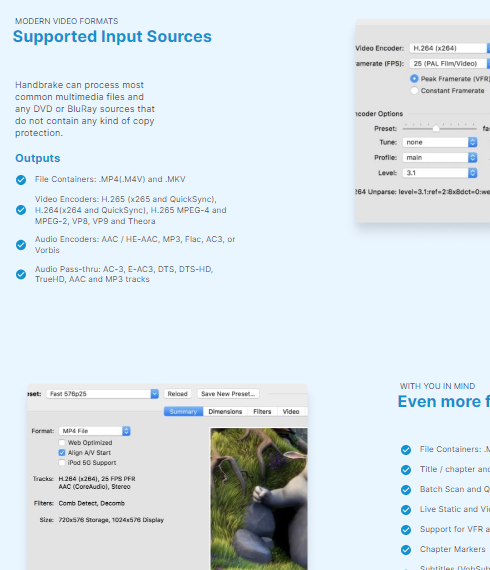 MODERN VIDEO FORMATS
Supported Input Sources
Handbrake can process most
common multimedia files and
any DVD or BluRay sources that
do not contain any kind of copy
protection.
Outputs
File Containers: .MP4(.M4V) and .MKV
Video Encoders: H.265 (x265 and QuickSync),
H.264(x264 and QuickSync), H.265 MPEG-4 and
MPEG-2, VP8, VP9 and Theora
Audio Encoders: AAC / HE-AAC, MP3, Flac, AC3, or
Vorbis
Audio Pass-thru: AC-3, E-AC3, DTS, DTS-HD,
TrueHD, AAC and MP3 tracks
Video Encoder: H.264 (x264)
amerate (FPS): 25 (PAL Film/Video)
Peak Framerate (VFR)
Constant Framerate
ncoder Options
Preset: fa
Tune: none
Profile: main
Level: 3.1
264 Unparse: level=3.1:ref=2:8x8dct=0:we
set: Fast 576p25 Reload Save New Preset...
Summary Dimensions Filters Video
Format: MP4 File
Web Optimized
Align A/V Start
iPod 5G Support
Tracks: H.264 (x264), 25 FPS PFR
AAC (CoreAudio), Stereo
Filters: Comb Detect, Decomb
Size: 720x576 Storage, 1024x576 Display
WITH YOU IN MIND
Even more f
File Containers: .M
Title / chapter and
Batch Scan and Q
Live Static and Vi
Support for VFR a
Chapter Markers
Subtitles (VobSub